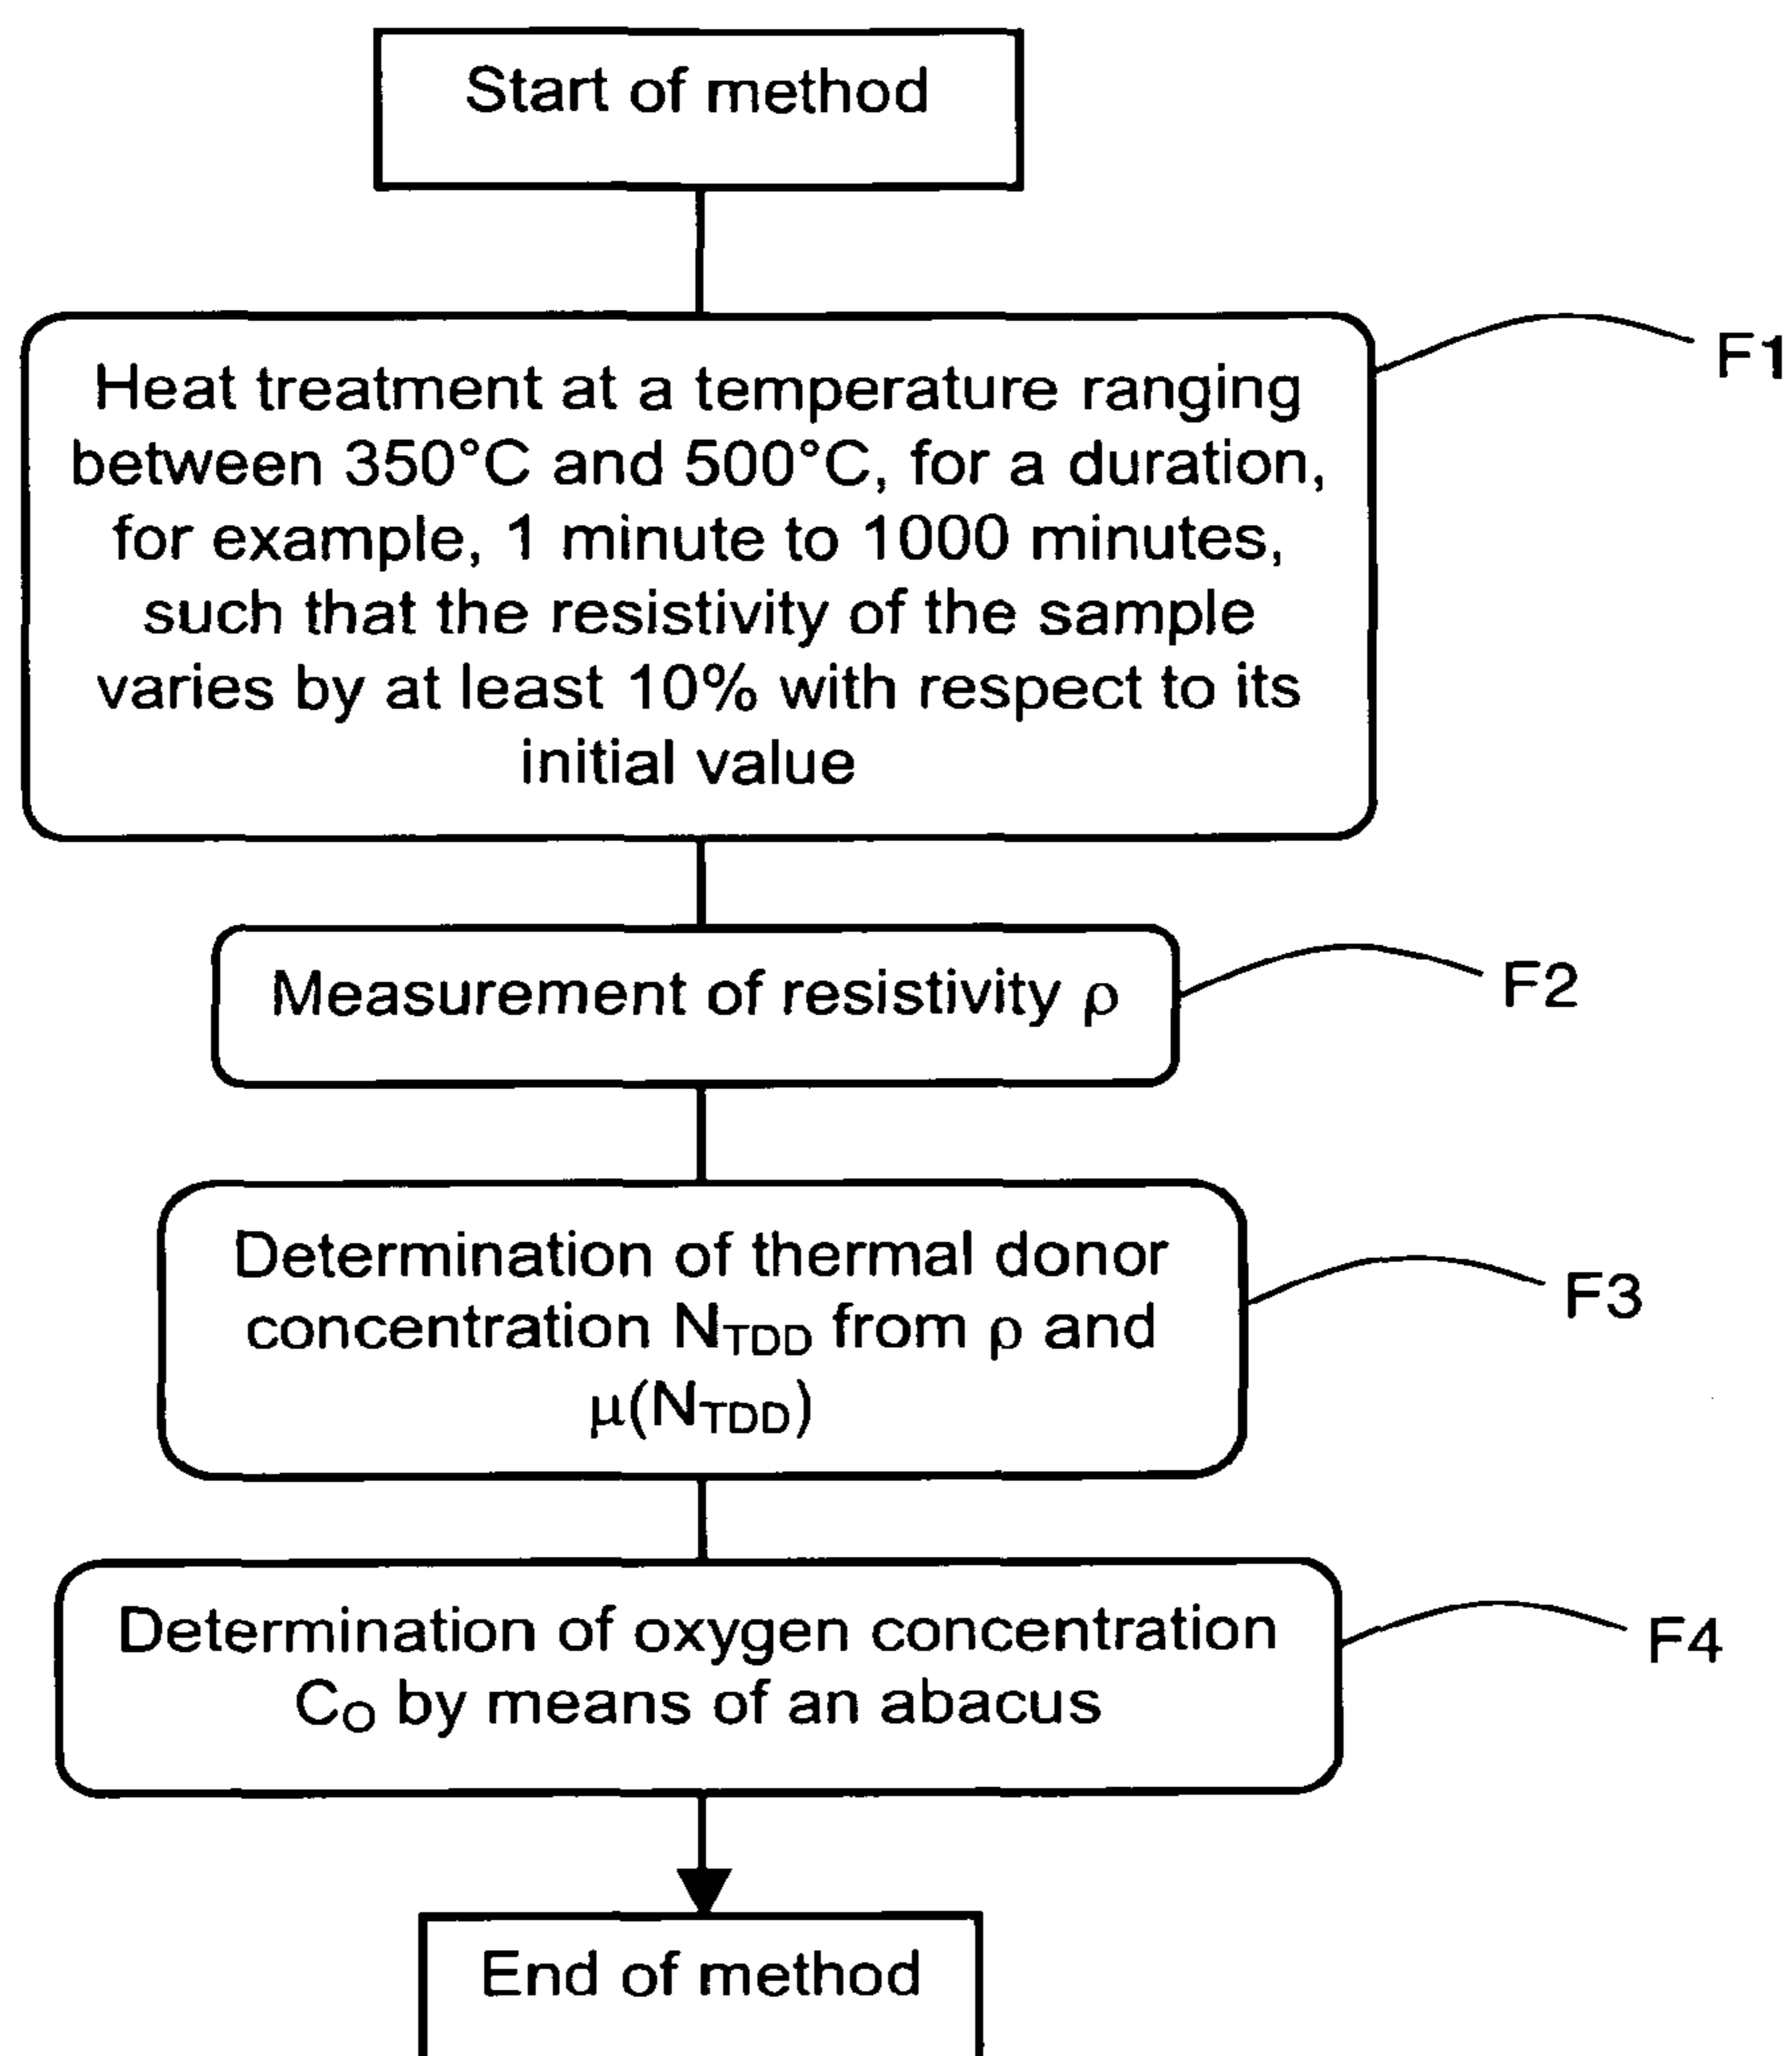 Start of method
Heat treatment at a temperature ranging
between 350°C and 500°C, for a duration,
for example, 1 minute to 1000 minutes,
such that the resistivity of the sample
varies by at least 10% with respect to its
initial value
F1
Measurement of resistivity ρ
F2
Determination of thermal donor
concentration NTDD from ρ and
μ(NTDD)
F3
Determination of oxygen concentration
CO by means of an abacus
F4
End of method